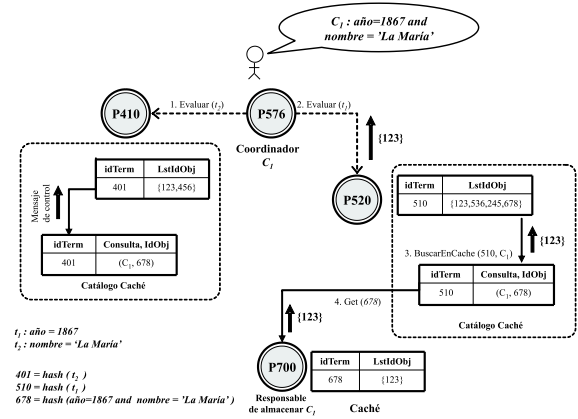 C1 : año=1867 and
nombre = 'La María'
1. Evaluar (t2)
2. Evaluar (t1)
P410
P576
{123}
Coordinador
C1
idTerm LstIdObj
401 {123,456}
Mensaje
de control
idTerm Consulta, IdObj
401 (C1, 678)
Catálogo Caché
P520
idTerm LstIdObj
510 {123,536,245,678}
{123}
3. BuscarEnCache (510, C1)
idTerm Consulta, IdObj
510 (C1, 678)
Catálogo Caché
4. Get (678)
{123}
P700
Responsable
de almacenar C1
idTerm LstIdObj
678 {123}
Caché
t1 : año = 1867
t2 : nombre = 'La María'
401 = hash ( t2 )
510 = hash ( t1 )
678 = hash (año=1867 and nombre = 'La María' )